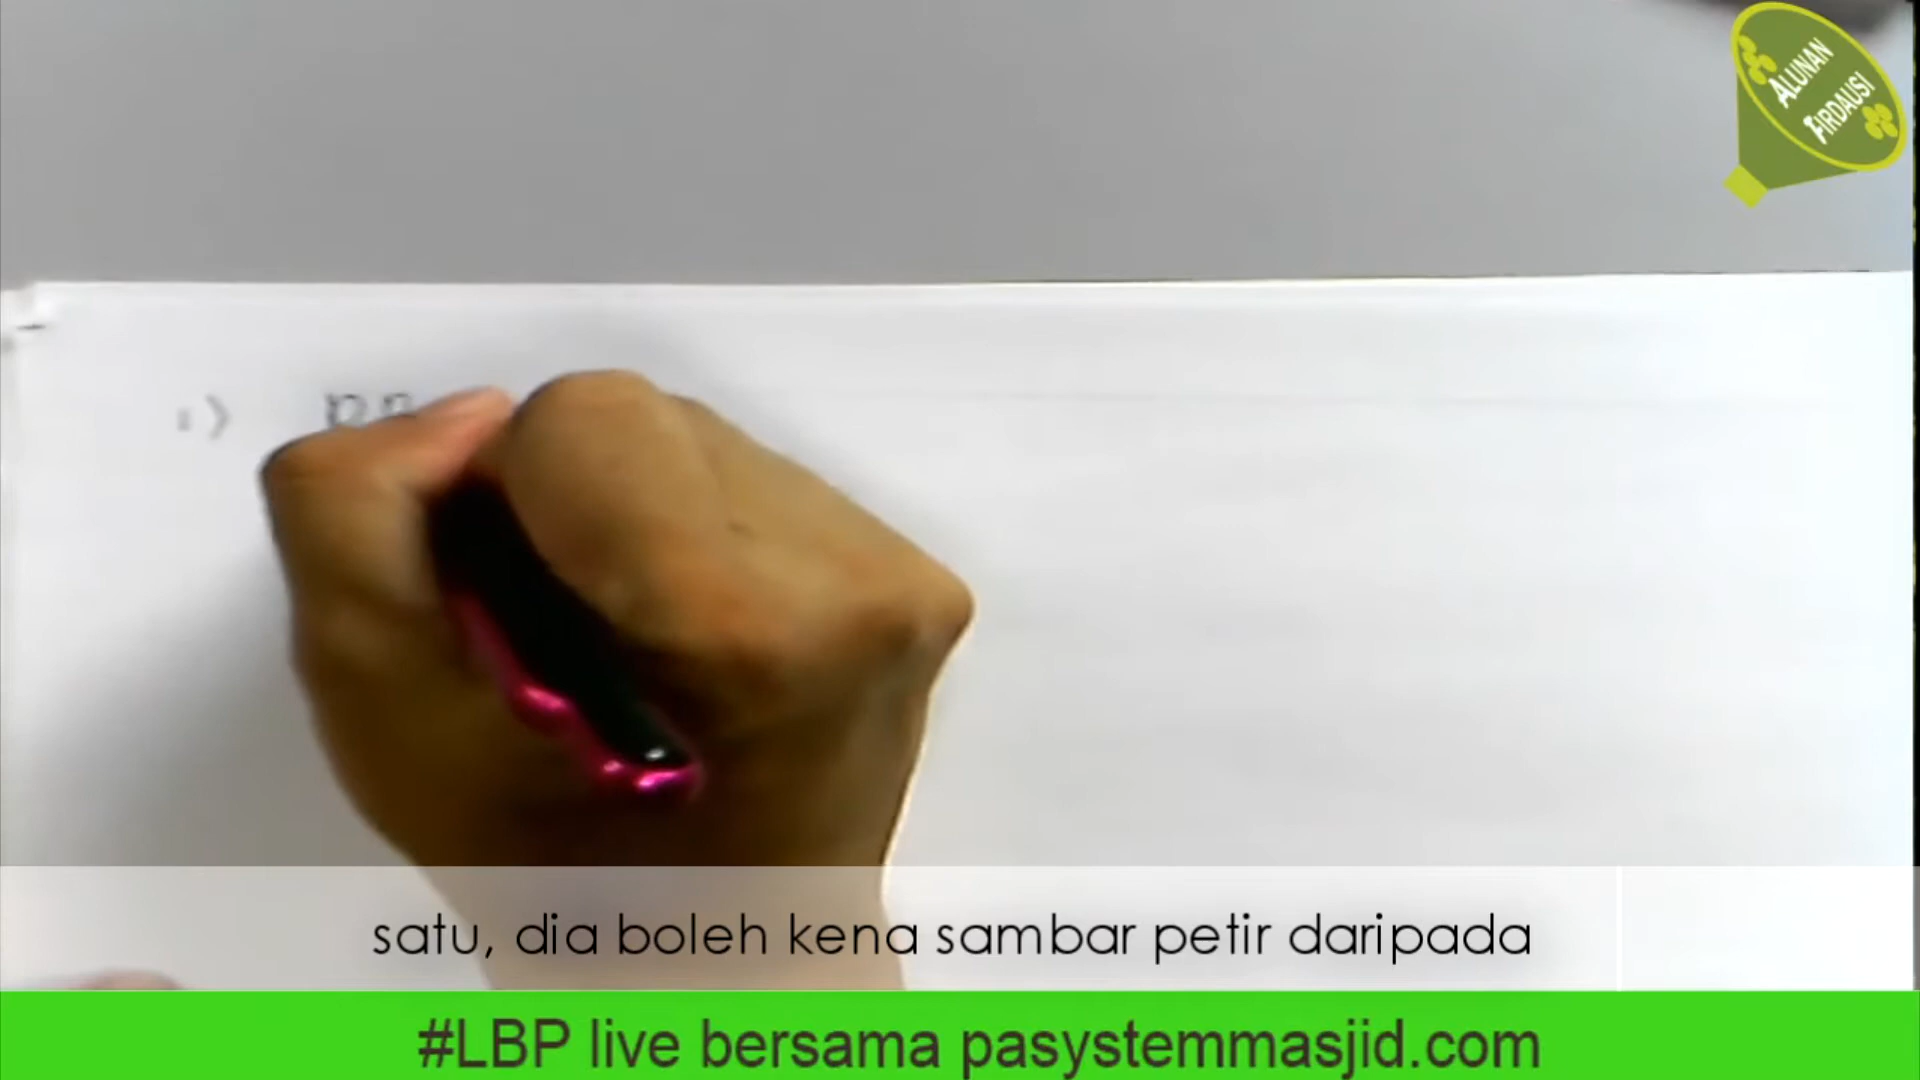 ALUNAN
FIRDAUSI
1)
satu, dia boleh kena sambar petir daripada
#LBP live bersama pasystemmasjid.com